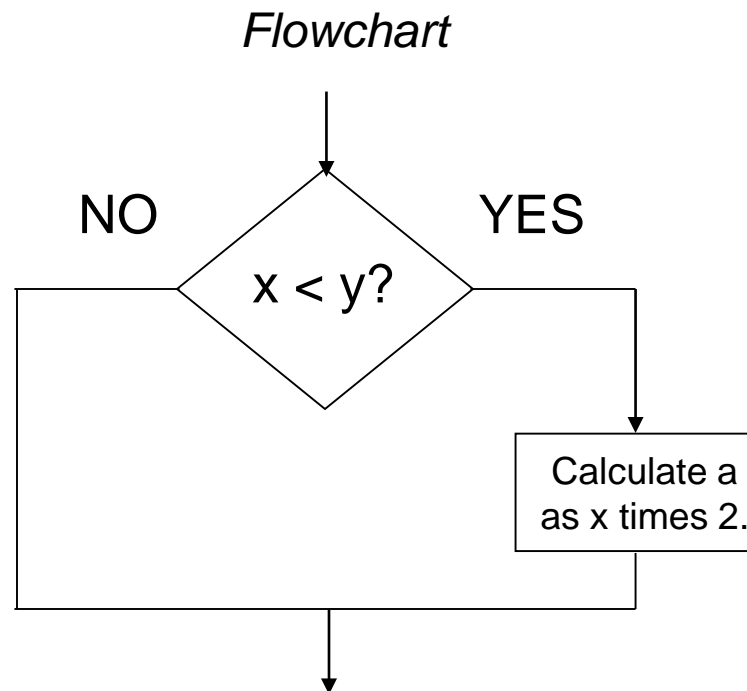 Flowchart
NO
YES
x < y?
Calculate a
as x times 2.